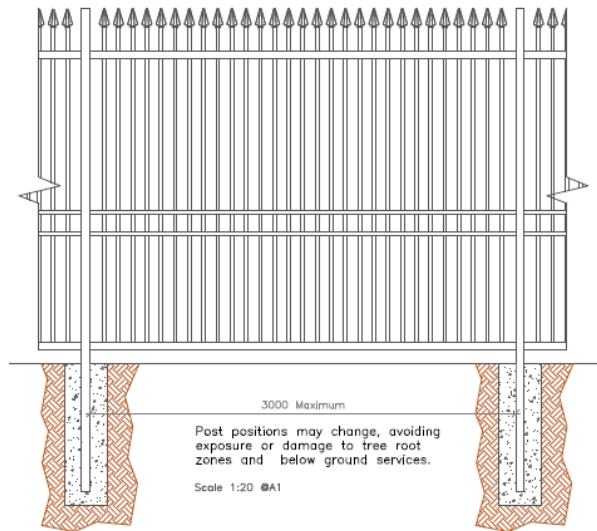 3000 Maximum
Post positions may change, avoiding
exposure or damage to tree root
zones and below ground services.
Scale 1:20 @A1